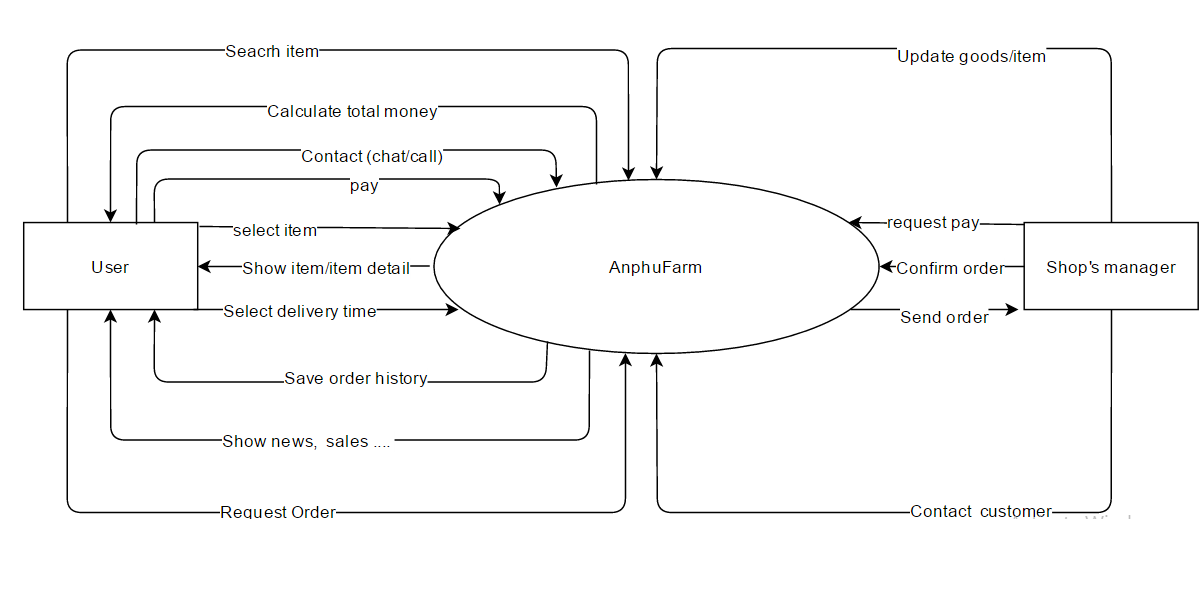 Seacrh item
Update goods/item
Calculate total money
Contact (chat/call)
pay
select item
request pay
User
Show item/item detail
AnphuFarm
Confirm order
Shop's manager
Select delivery time
Send order
Save order history
Show news, sales ....
Request Order
Contact customer